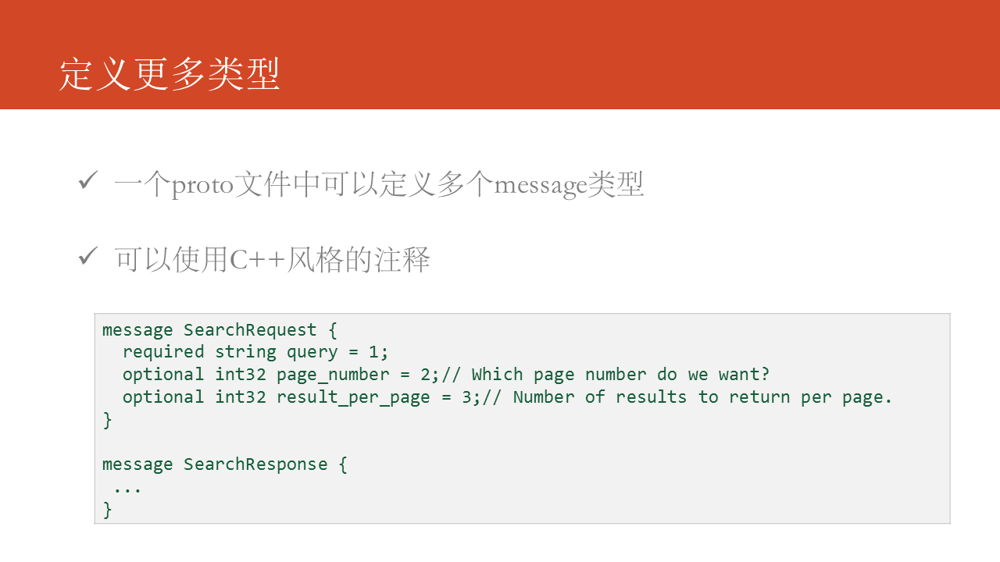 定义更多类型
一个proto文件中可以定义多个message类型
可以使用C++风格的注释
message SearchRequest {
  required string query = 1;
  optional int32 page_number = 2;// Which page number do we want?
  optional int32 result_per_page = 3;// Number of results to return per page.
}
message SearchResponse {
 ...
}